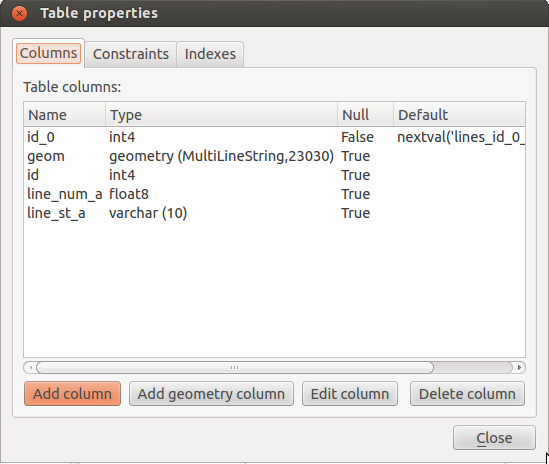 Table properties
Columns Constraints Indexes
Table columns:
Name Type Null Default
id_0 int4 False nextval('lines_id_0_
geom geometry (MultiLineString,23030) True
id int4 True
line_num_a float8 True
line_st_a varchar (10) True
Add column Add geometry column Edit column Delete column
Close